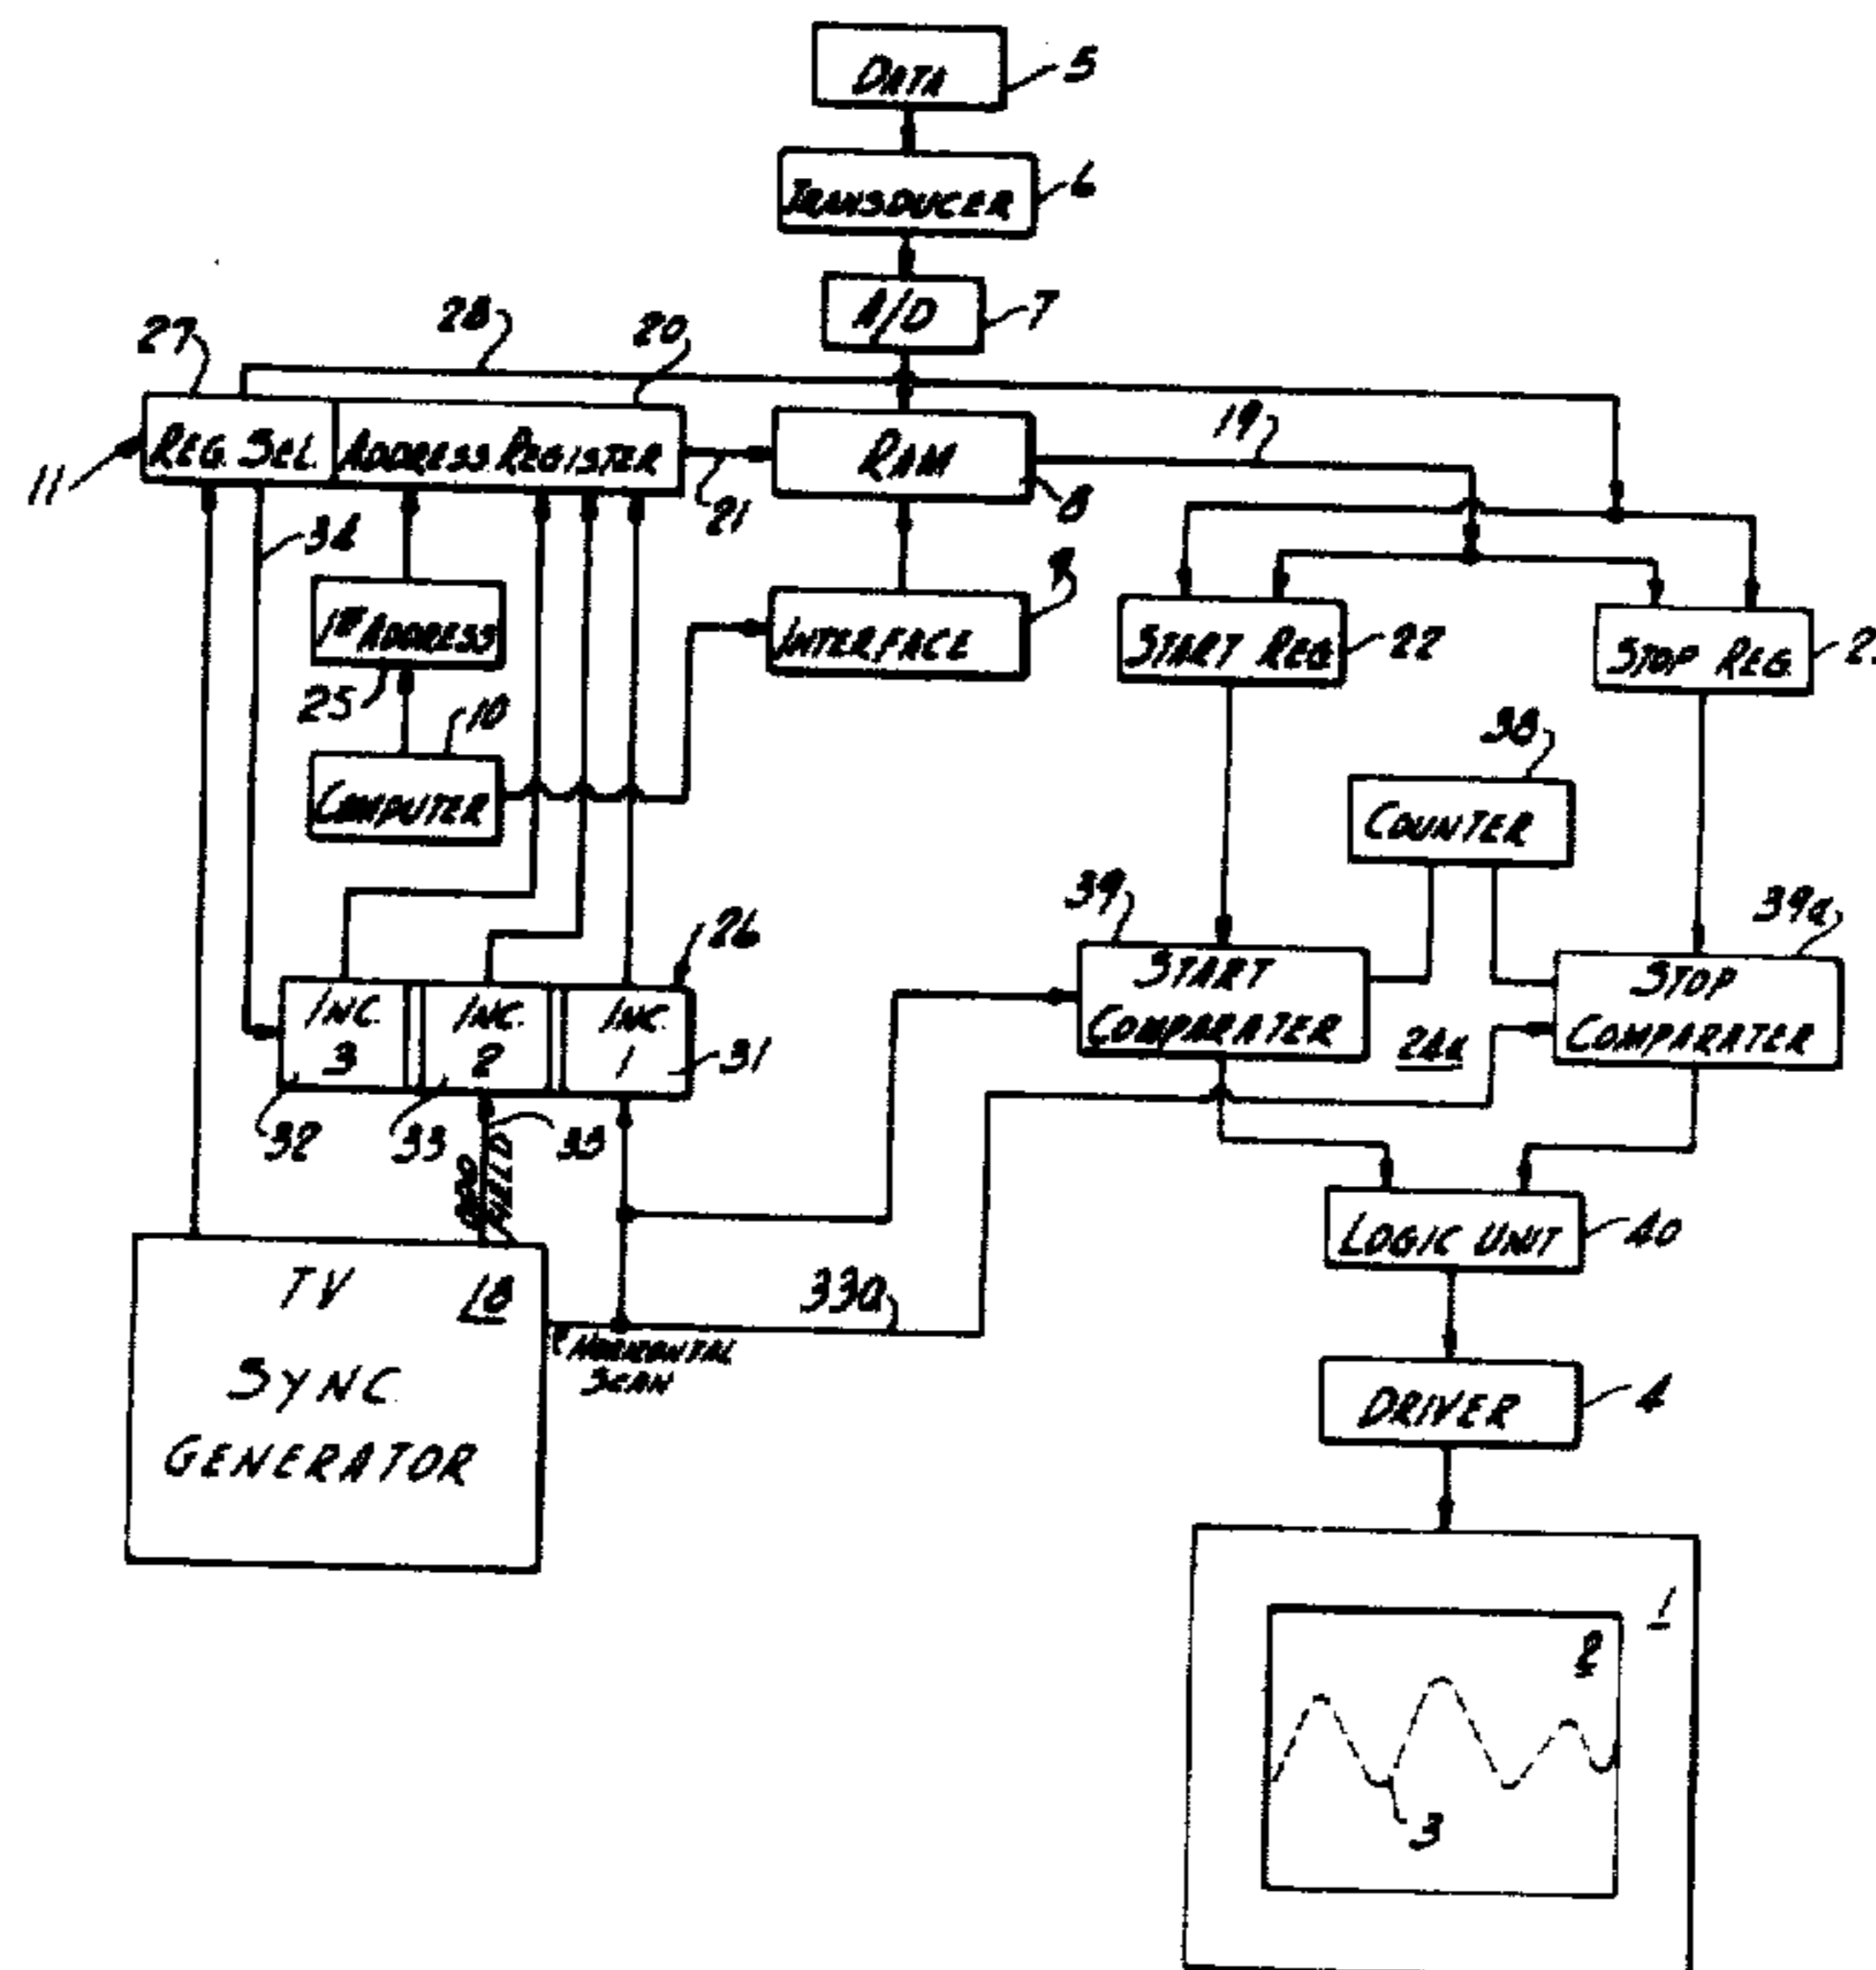 DATA
5
TRANSDUCER
6
A/D
7
27
28
20
11
REG. SEL.
ADDRESS REGISTER
21
RAM
8
19
34
1ST ADDRESS
25
10
COMPUTER
INTERFACE
9
START REG
22
STOP REG
38
COUNTER
39
START
COMPARATER
24a
39a
STOP
COMPARATER
26
INC.
3
INC.
2
INC.
1
31
32
33
35
TV
18
SYNC
GENERATOR
HORIZONTAL
SCAN
33a
LOGIC UNIT
40
DRIVER
4
1
2
3